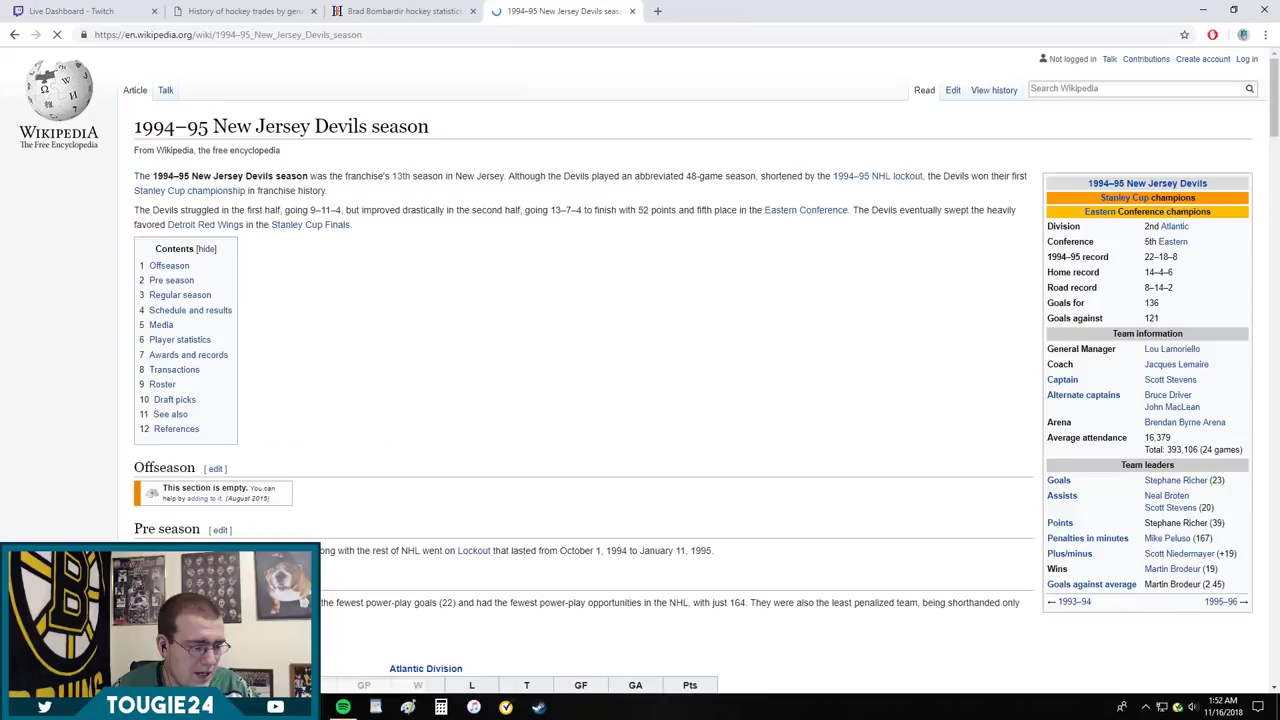 Live Dashboard - Twitch
History of hockey trades by gene
Brad Bombardir hockey statistics
1994–95 New Jersey Devils seaso
https://en.wikipedia.org/wiki/1994–95_New_Jersey_Devils_season
Not logged in Talk Contributions Create account Log in
Article Talk
Read Edit View history
Search Wikipedia
WIKIPEDIA
The Free Encyclopedia
1994–95 New Jersey Devils season
From Wikipedia, the free encyclopedia
The 1994–95 New Jersey Devils season was the franchise's 13th season in New Jersey. Although the Devils played an abbreviated 48-game season, shortened by the 1994–95 NHL lockout, the Devils won their first
Stanley Cup championship in franchise history.
The Devils struggled in the first half, going 9–11–4, but improved drastically in the second half, going 13–7–4 to finish with 52 points and fifth place in the Eastern Conference. The Devils eventually swept the heavily
favored Detroit Red Wings in the Stanley Cup Finals.
Contents [hide]
1 Offseason
2 Pre season
3 Regular season
4 Schedule and results
5 Media
6 Player statistics
7 Awards and records
8 Transactions
9 Roster
10 Draft picks
11 See also
12 References
Offseason [ edit ]
This section is empty. You can
help by adding to it. (August 2015)
Pre season [ edit ]
ong with the rest of NHL went on Lockout that lasted from October 1, 1994 to January 11, 1995.
the fewest power-play goals (22) and had the fewest power-play opportunities in the NHL, with just 164. They were also the least penalized team, being shorthanded only
Atlantic Division
GP W L T GF GA Pts
1994–95 New Jersey Devils
Stanley Cup champions
Eastern Conference champions
Division 2nd Atlantic
Conference 5th Eastern
1994–95 record 22–18–8
Home record 14–4–6
Road record 8–14–2
Goals for 136
Goals against 121
Team information
General Manager Lou Lamoriello
Coach Jacques Lemaire
Captain Scott Stevens
Alternate captains Bruce Driver
John MacLean
Arena Brendan Byrne Arena
Average attendance 16,379
Total: 393,106 (24 games)
Team leaders
Goals Stephane Richer (23)
Assists Neal Broten
Scott Stevens (20)
Points Stephane Richer (39)
Penalties in minutes Mike Peluso (167)
Plus/minus Scott Niedermayer (+19)
Wins Martin Brodeur (19)
Goals against average Martin Brodeur (2.45)
← 1993–94 1995–96 →
BRUINS
TOUGIE24
1:52 AM
11/16/2018